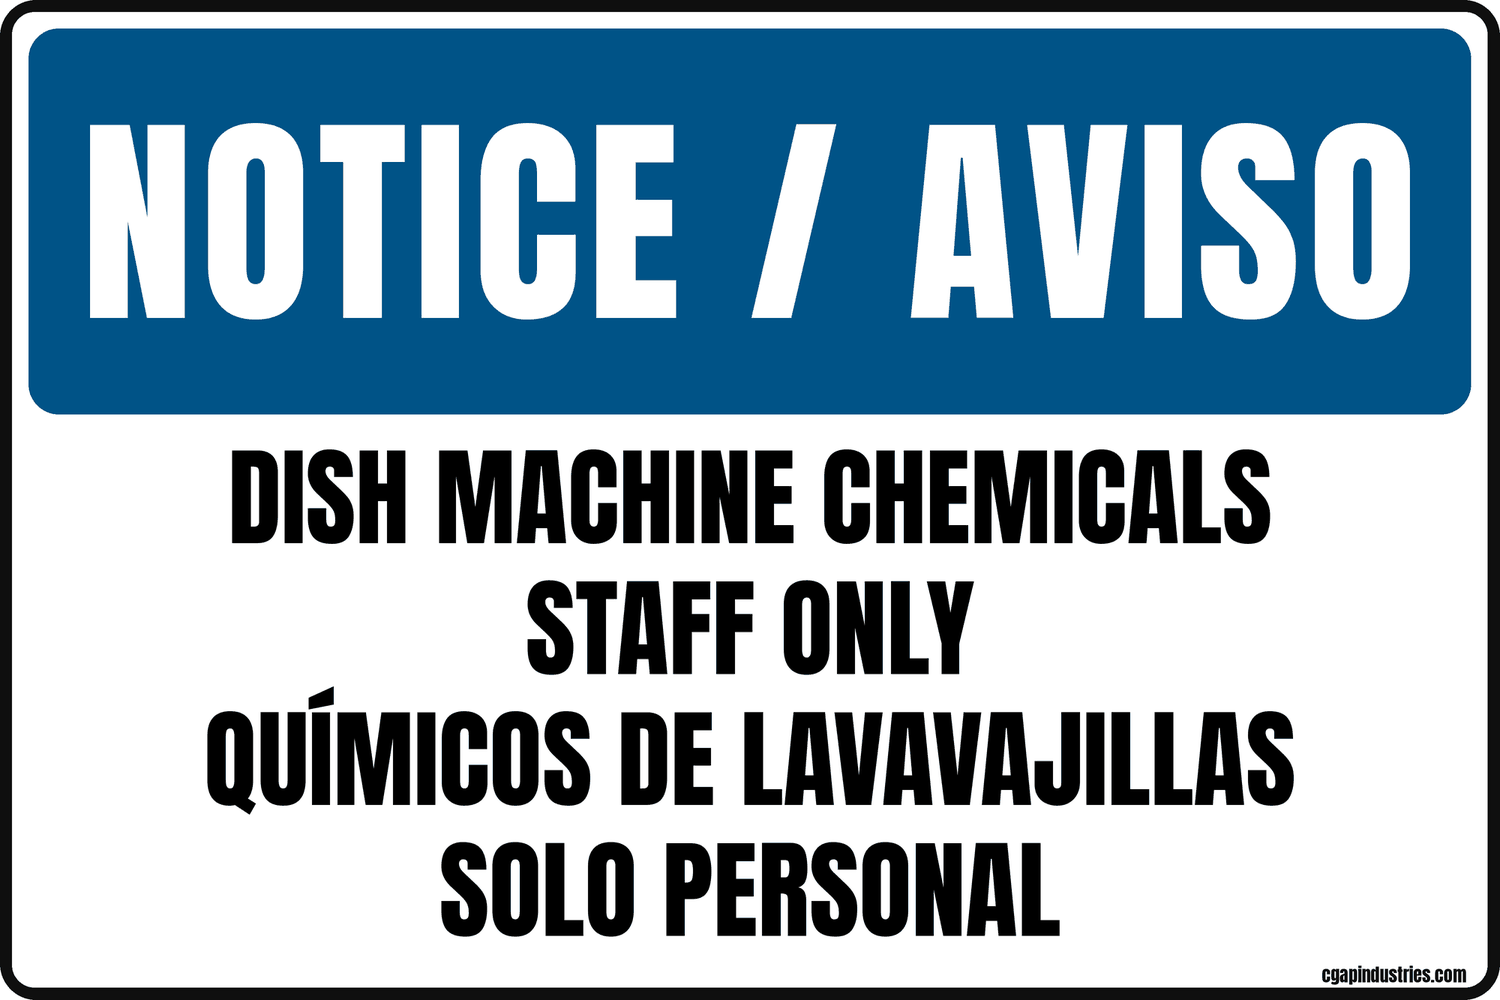 NOTICE / AVISO
DISH MACHINE CHEMICALS
STAFF ONLY
QUÍMICOS DE LAVAVAJILLAS
SOLO PERSONAL
cgapindustries.com